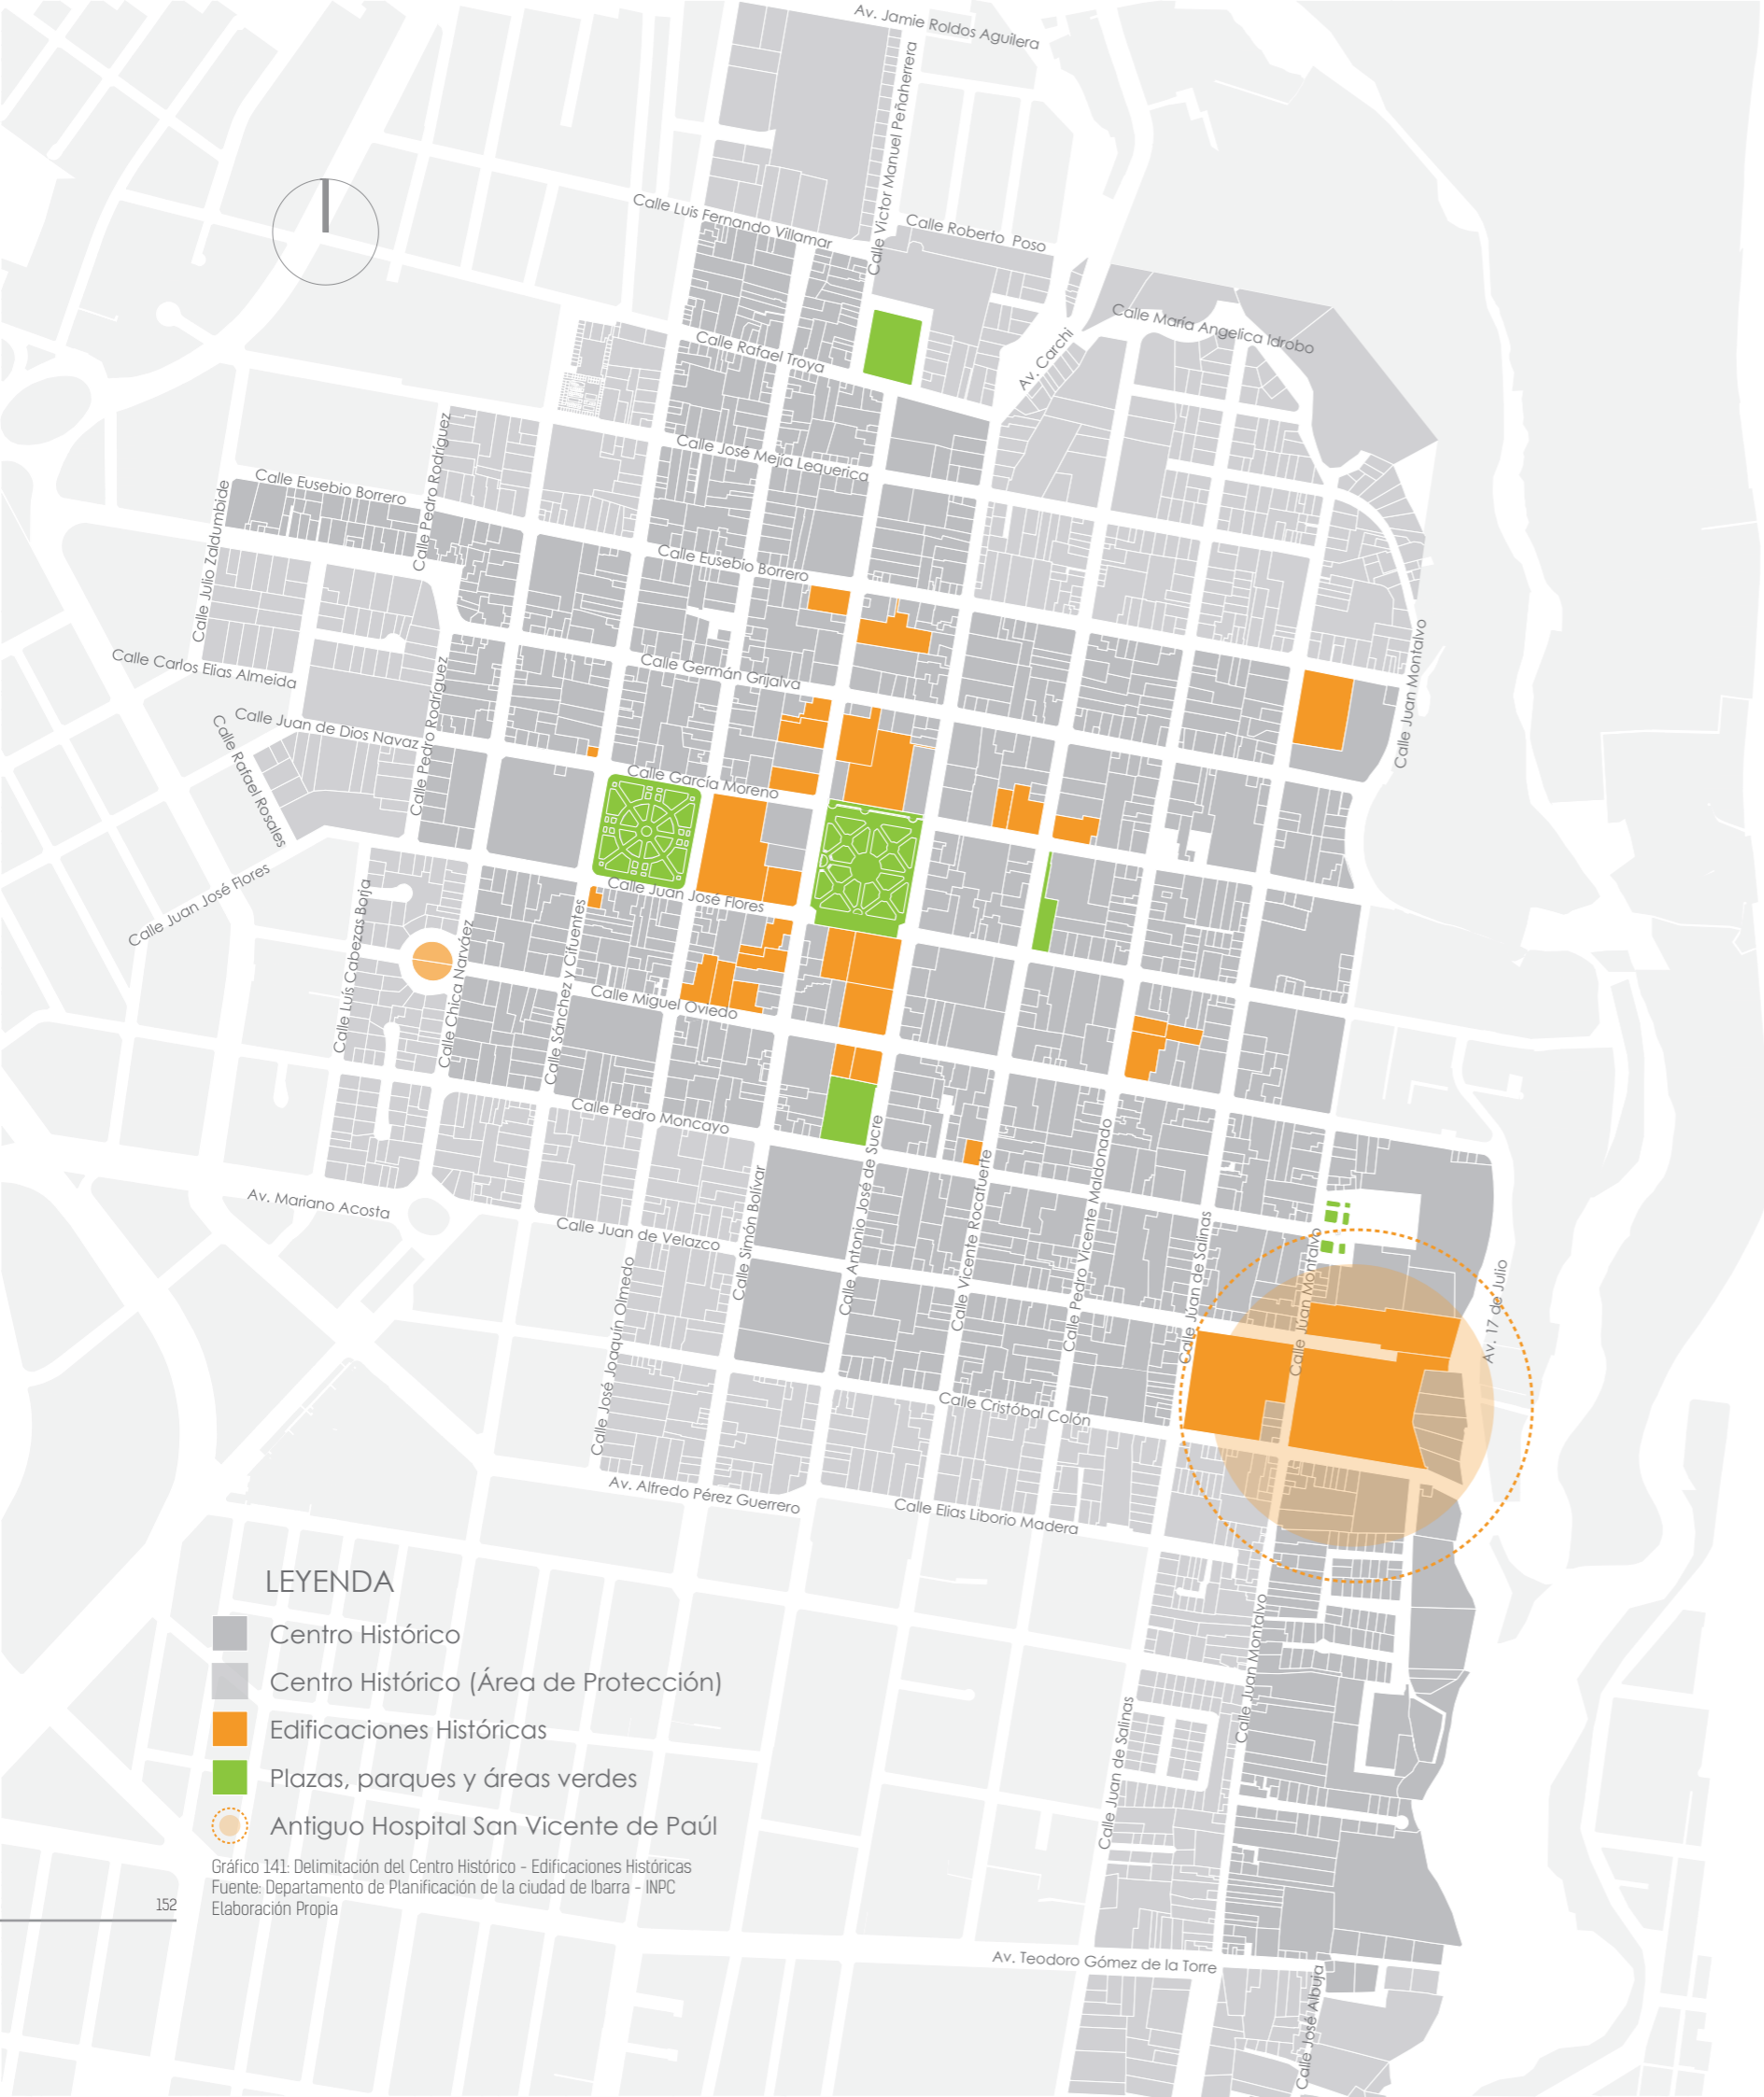 Av. Jamie Roldos Aguilera
Calle Victor Manuel Peñaherrera
Calle Luis Fernando Villamar
Calle Roberto Poso
Calle María Angelica Idrobo
Av. Carchi
Calle Rafael Troya
Calle José Mejia Lequerica
Calle Pedro Rodríguez
Calle Eusebio Borrero
Calle Julio Zaldumbide
Calle Eusebio Borrero
Calle Juan Montalvo
Calle Carlos Elias Almeida
Calle Germán Grijalva
Calle Pedro Rodríguez
Calle Juan de Dios Navaz
Calle Rafael Rosales
Calle García Moreno
Calle Juan José Flores
Calle Juan José Flores
Calle Luís Cabezas Borja
Calle Chica Narváez
Calle Sánchez y Cifuentes
Calle Miguel Oviedo
Calle Pedro Moncayo
Av. Mariano Acosta
Calle Juan de Velazco
Calle Simón Bolívar
Calle Antonio José de Sucre
Calle Vicente Rocafuerte
Calle Pedro Vicente Maldonado
Calle Júan de Salinas
Calle Júan Montalvo
Av. 17 de Julio
Calle José Joaquín Olmedo
Calle Cristóbal Colón
Av. Alfredo Pérez Guerrero
Calle Elias Liborio Madera
Calle Juan Montalvo
Calle Juan de Salinas
Av. Teodoro Gómez de la Torre
Calle José Albuja
LEYENDA
Centro Histórico
Centro Histórico (Área de Protección)
Edificaciones Históricas
Plazas, parques y áreas verdes
Antiguo Hospital San Vicente de Paúl
Gráfico 141: Delimitación del Centro Histórico - Edificaciones Históricas
Fuente: Departamento de Planificación de la ciudad de Ibarra - INPC
Elaboración Propia
152